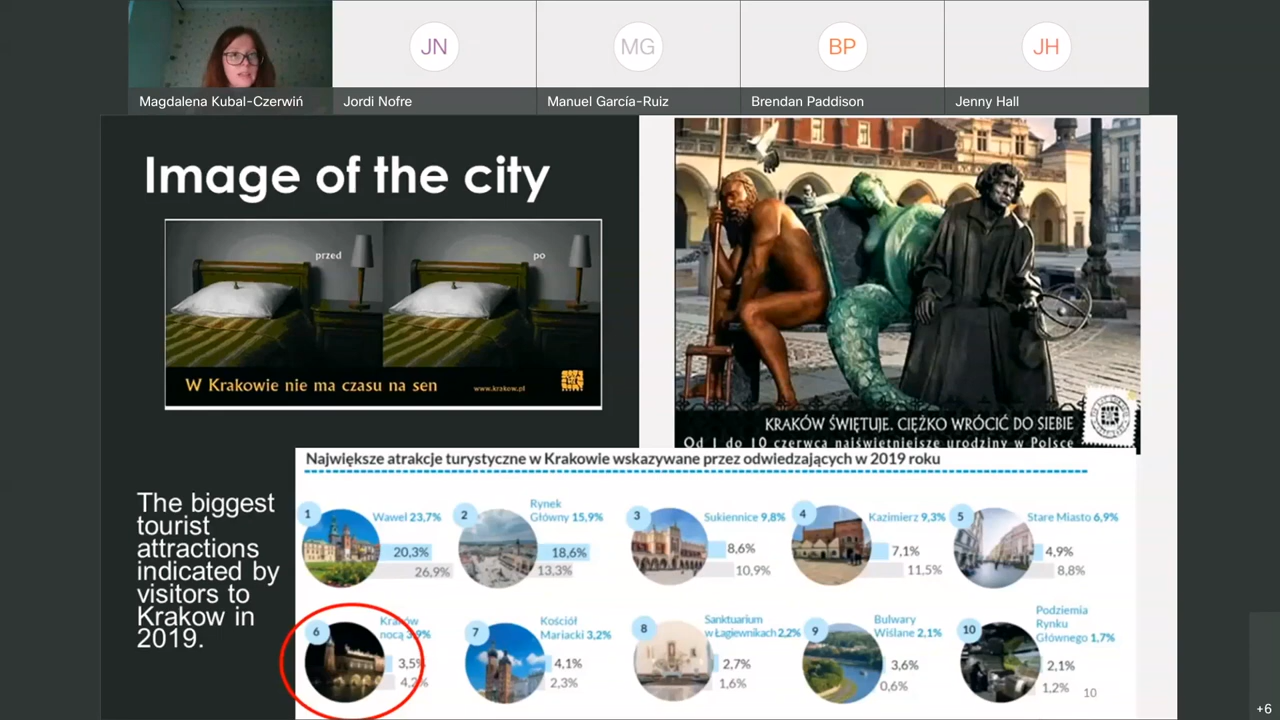 JN
MG
BP
JH
Magdalena Kubal-Czerwiń
Jordi Nofre
Manuel García-Ruiz
Brendan Paddison
Jenny Hall
Image of the city
przed
po
W Krakowie nie ma czasu na sen
www.krakow.pl
KRAKÓW ŚWIĘTUJE. CIĘŻKO WRÓCIĆ DO SIEBIE
Od 1 do 10 czerwca najświetniejsze urodziny w Polsce
The biggest
tourist
attractions
indicated by
visitors to
Krakow in
2019.
Największe atrakcje turystyczne w Krakowie wskazywane przez odwiedzających w 2019 roku
1
Wawel 23,7%
20,3%
26,9%
2
Rynek
Główny 15,9%
18,6%
13,3%
3
Sukiennice 9,8%
8,6%
10,9%
4
Kazimierz 9,3%
7,1%
11,5%
5
Stare Miasto 6,9%
4,9%
8,8%
6
Kraków
nocą 3,9%
3,5%
4,2%
7
Kościół
Mariacki 3,2%
4,1%
2,3%
8
Sanktuarium
w Łagiewnikach 2,2%
2,7%
1,6%
9
Bulwary
Wiślane 2,1%
3,6%
0,6%
10
Podziemia
Rynku
Głównego 1,7%
2,1%
1,2%
10
+6